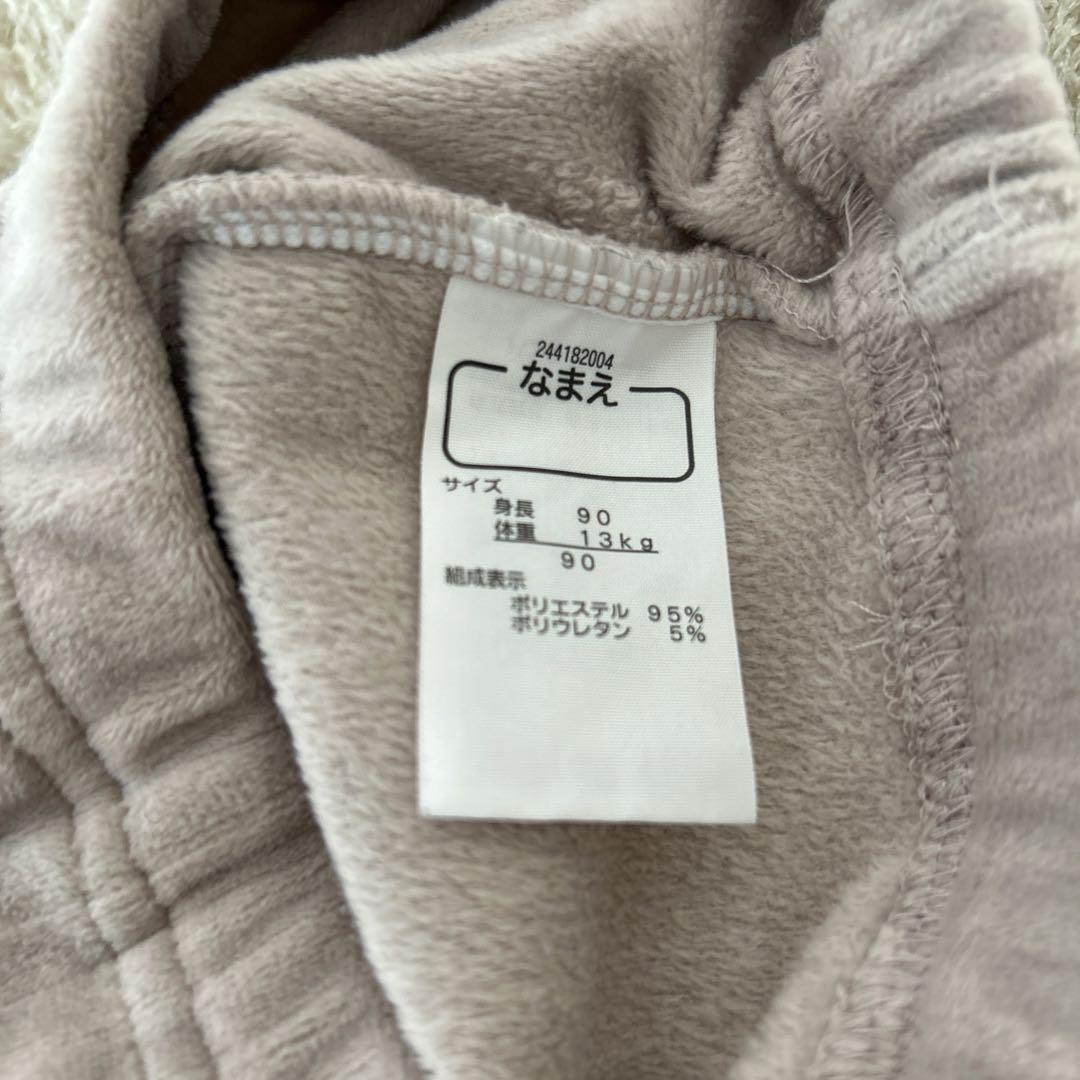 244182004
なまえ
サイズ
身長 90
体重 13kg
90
組成表示
ポリエステル 95%
ポリウレタン 5%